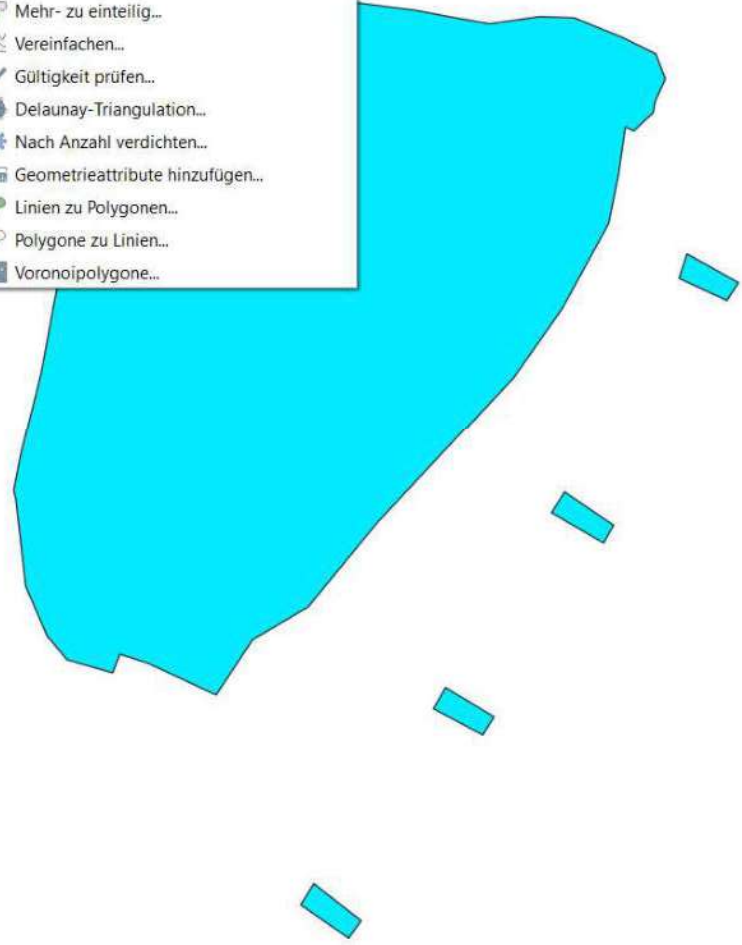 Mehr- zu einteilig...
Vereinfachen...
Gültigkeit prüfen...
Delaunay-Triangulation...
Nach Anzahl verdichten...
Geometrieattribute hinzufügen...
Linien zu Polygonen...
Polygone zu Linien...
Voronoipolygone...